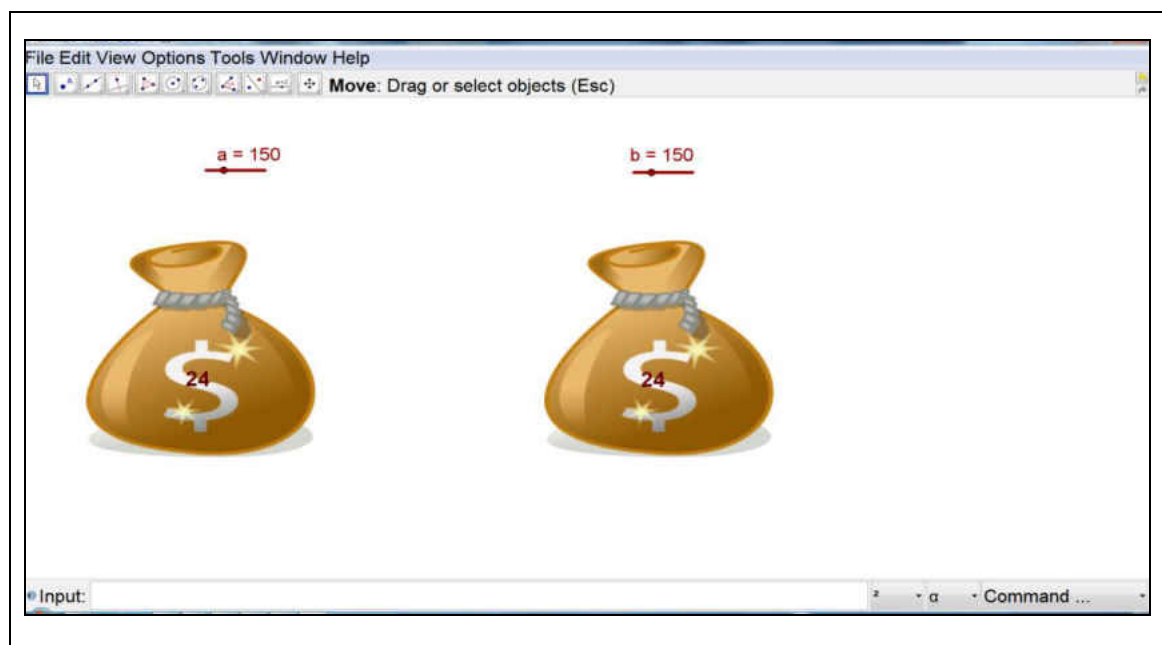 File Edit View Options Tools Window Help
Move: Drag or select objects (Esc)
a = 150
b = 150
$
24
$
24
Input:
²
α
Command ...